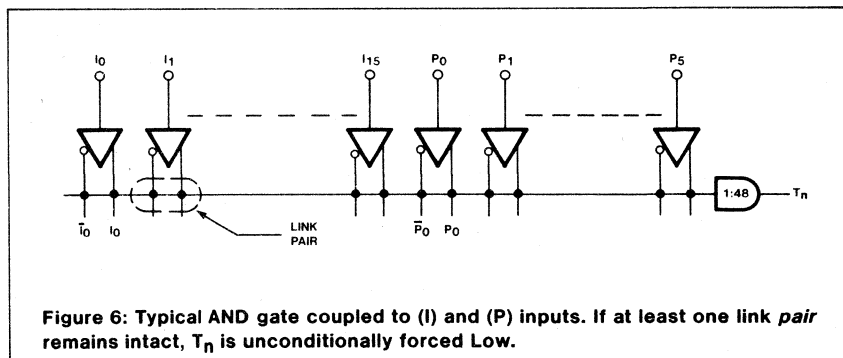 I0 I1 I15 P0 P1 P5
1:48 Tn
I̅0 I0 P̅0 P0
LINK
PAIR
Figure 6: Typical AND gate coupled to (I) and (P) inputs. If at least one link pair
remains intact, Tn is unconditionally forced Low.